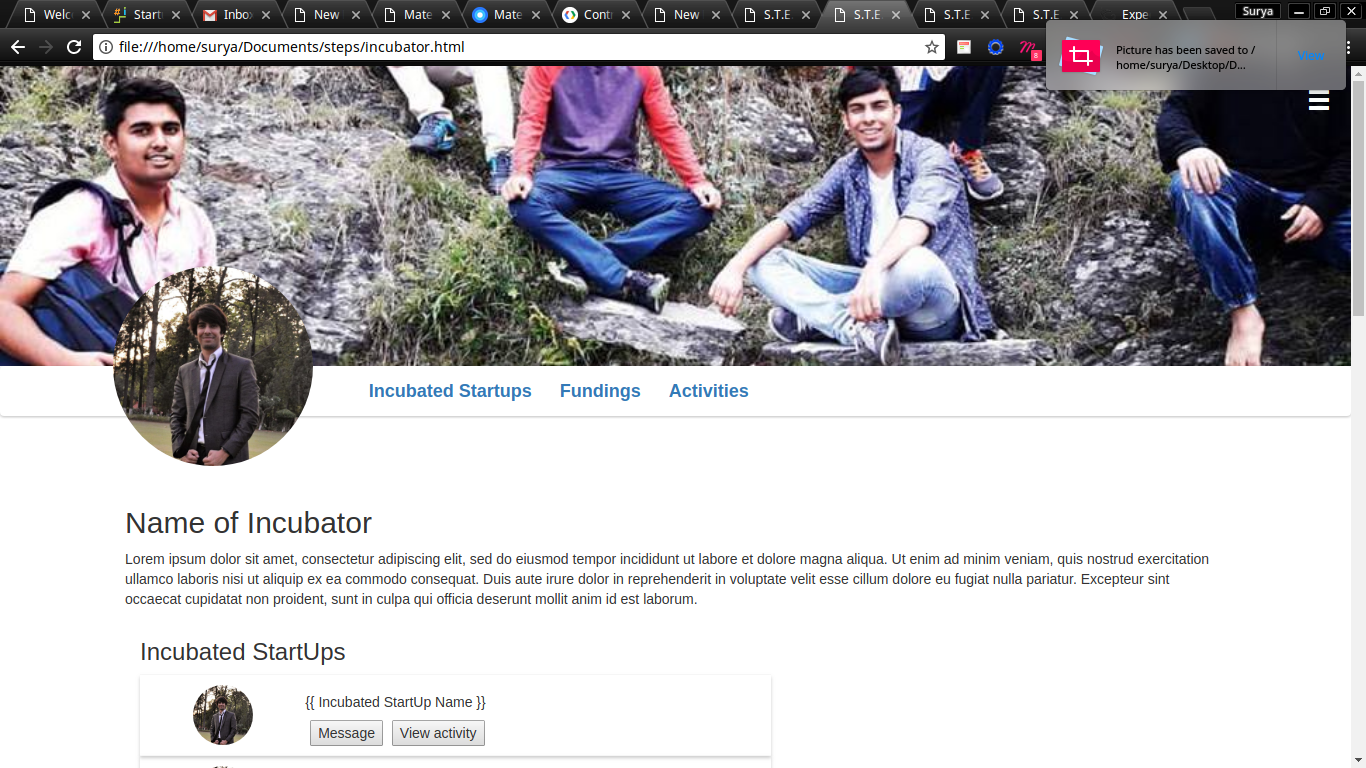 Welc Start Inbo New Mate Mate Cont New S.T.E. S.T.E. S.T.E S.T.E. Expe Surya
file:///home/surya/Documents/steps/incubator.html
8
Picture has been saved to / View
home/surya/Desktop/D...
Incubated Startups Fundings Activities
Name of Incubator
Lorem ipsum dolor sit amet, consectetur adipiscing elit, sed do eiusmod tempor incididunt ut labore et dolore magna aliqua. Ut enim ad minim veniam, quis nostrud exercitation
ullamco laboris nisi ut aliquip ex ea commodo consequat. Duis aute irure dolor in reprehenderit in voluptate velit esse cillum dolore eu fugiat nulla pariatur. Excepteur sint
occaecat cupidatat non proident, sunt in culpa qui officia deserunt mollit anim id est laborum.
Incubated StartUps
{{ Incubated StartUp Name }}
Message View activity